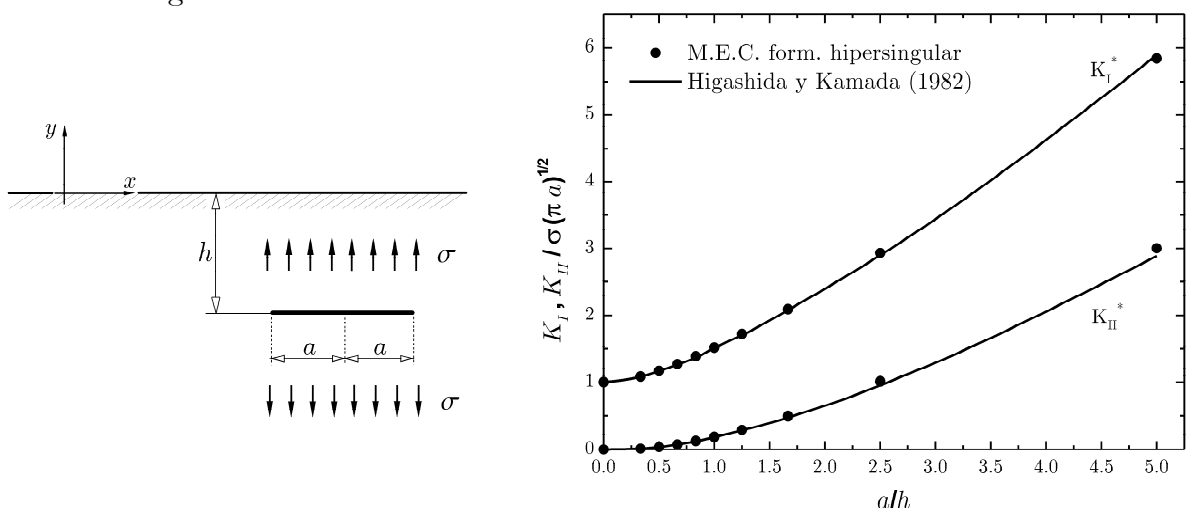 y
x
h
σ
a
a
σ
K_I, K_II / σ(π a)^1/2
6
5
4
3
2
1
0
M.E.C. form. hipersingular
Higashida y Kamada (1982)
K_I^*
K_II^*
0.0 0.5 1.0 1.5 2.0 2.5 3.0 3.5 4.0 4.5 5.0
a/h